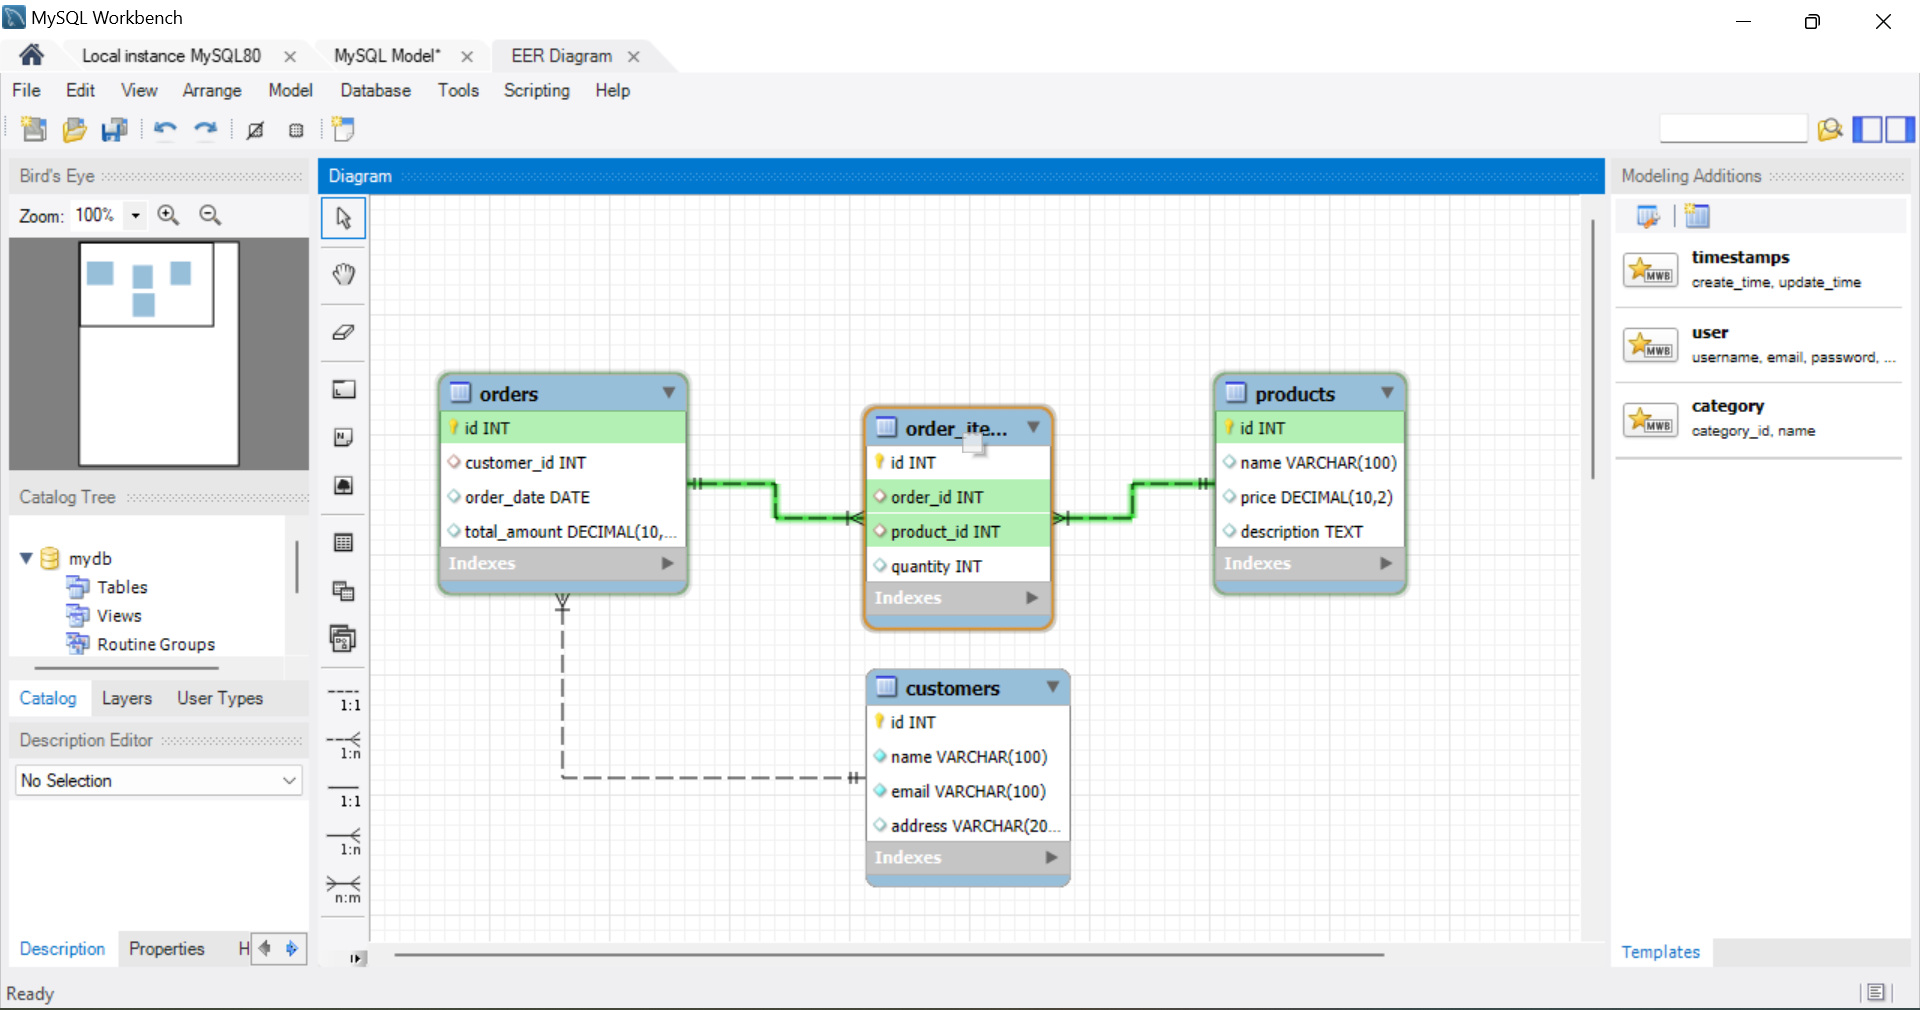 MySQL Workbench
Local instance MySQL80
MySQL Model*
EER Diagram
File Edit View Arrange Model Database Tools Scripting Help
Bird's Eye
Zoom: 100%
Catalog Tree
mydb
Tables
Views
Routine Groups
Catalog Layers User Types
Description Editor
No Selection
Description Properties H
Ready
Diagram
1:1
1:n
1:1
1:n
n:m
orders
id INT
customer_id INT
order_date DATE
total_amount DECIMAL(10,...
Indexes
order_ite...
id INT
order_id INT
product_id INT
quantity INT
Indexes
products
id INT
name VARCHAR(100)
price DECIMAL(10,2)
description TEXT
Indexes
customers
id INT
name VARCHAR(100)
email VARCHAR(100)
address VARCHAR(20...
Indexes
Modeling Additions
MWB
timestamps
create_time, update_time
MWB
user
username, email, password, ...
MWB
category
category_id, name
Templates